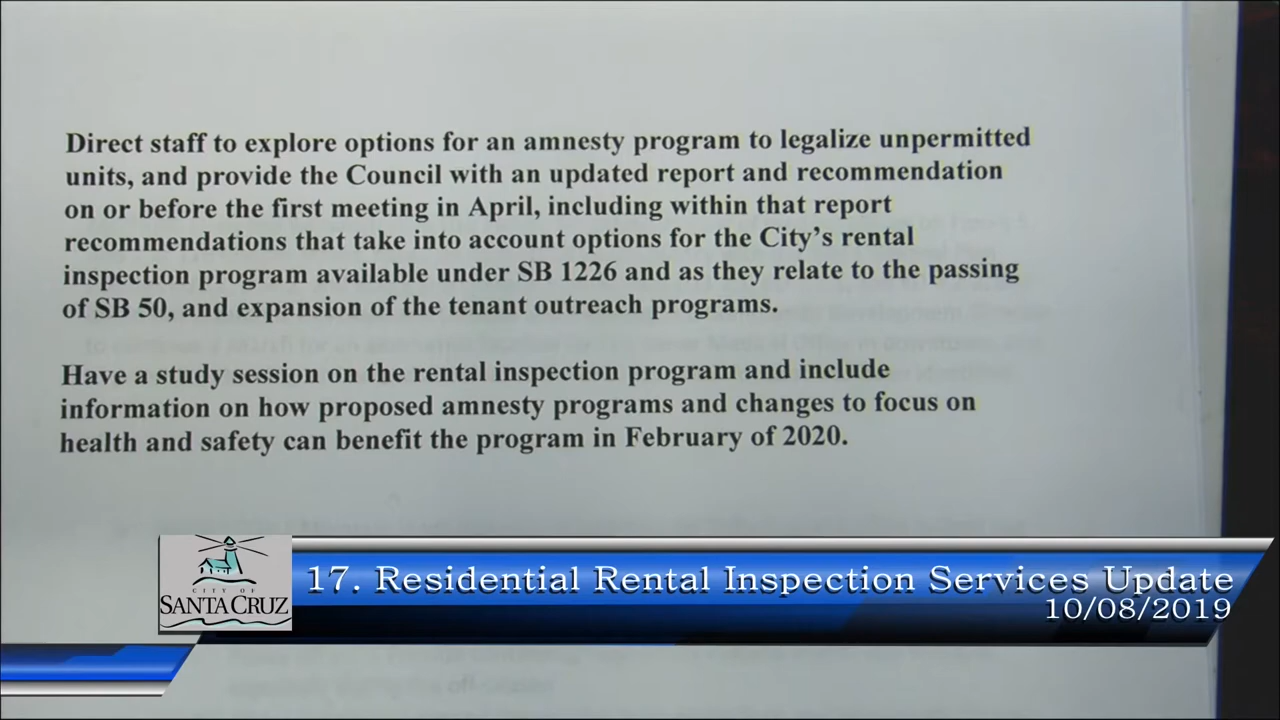 Direct staff to explore options for an amnesty program to legalize unpermitted
units, and provide the Council with an updated report and recommendation
on or before the first meeting in April, including within that report
recommendations that take into account options for the City's rental
inspection program available under SB 1226 and as they relate to the passing
of SB 50, and expansion of the tenant outreach programs.
Have a study session on the rental inspection program and include
information on how proposed amnesty programs and changes to focus on
health and safety can benefit the program in February of 2020.
CITY OF
SANTA CRUZ
17. Residential Rental Inspection Services Update
10/08/2019